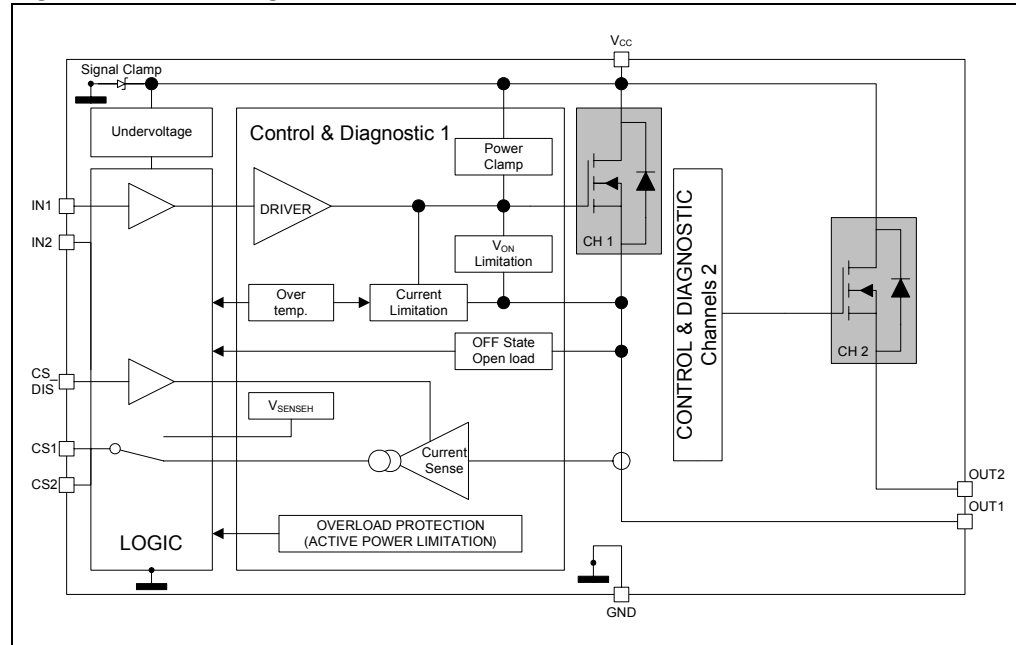 VCC
Signal Clamp
Undervoltage
Control & Diagnostic 1
Power
Clamp
IN1
DRIVER
IN2
VON
Limitation
CH 1
CONTROL & DIAGNOSTIC
Channels 2
CH 2
Over
temp.
Current
Limitation
OFF State
Open load
CS_
DIS
VSENSEH
CS1
Current
Sense
CS2
OUT2
OUT1
OVERLOAD PROTECTION
(ACTIVE POWER LIMITATION)
LOGIC
GND